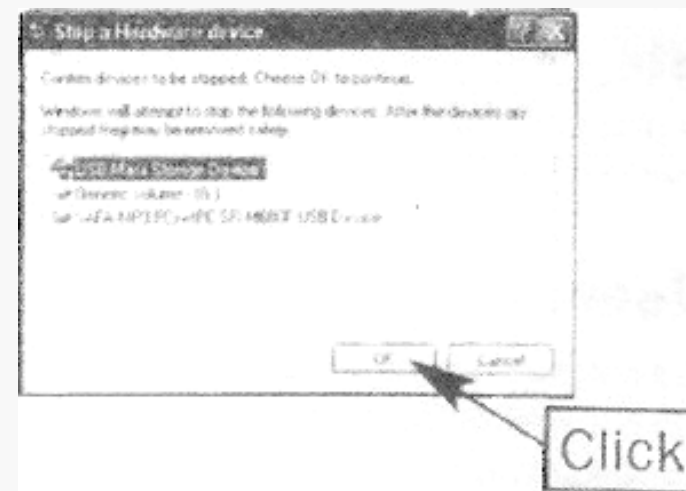 Stop a Hardware device
Confirm devices to be stopped. Choose OK to continue.
Windows will attempt to stop the following devices. After the devices are
stopped they may be removed safely.
USB Mass Storage Device
Generic volume
USB Device
OK Cancel
Click